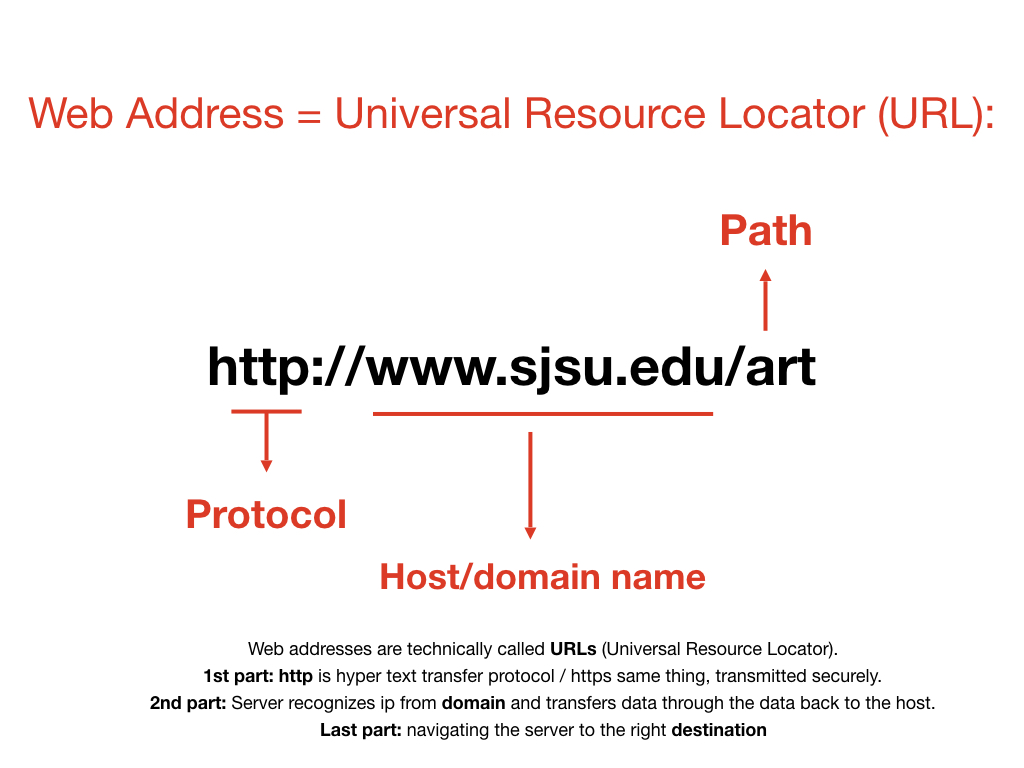 Web Address = Universal Resource Locator (URL):
Path
http://www.sjsu.edu/art
Protocol
Host/domain name
Web addresses are technically called URLs (Universal Resource Locator).
1st part: http is hyper text transfer protocol / https same thing, transmitted securely.
2nd part: Server recognizes ip from domain and transfers data through the data back to the host.
Last part: navigating the server to the right destination